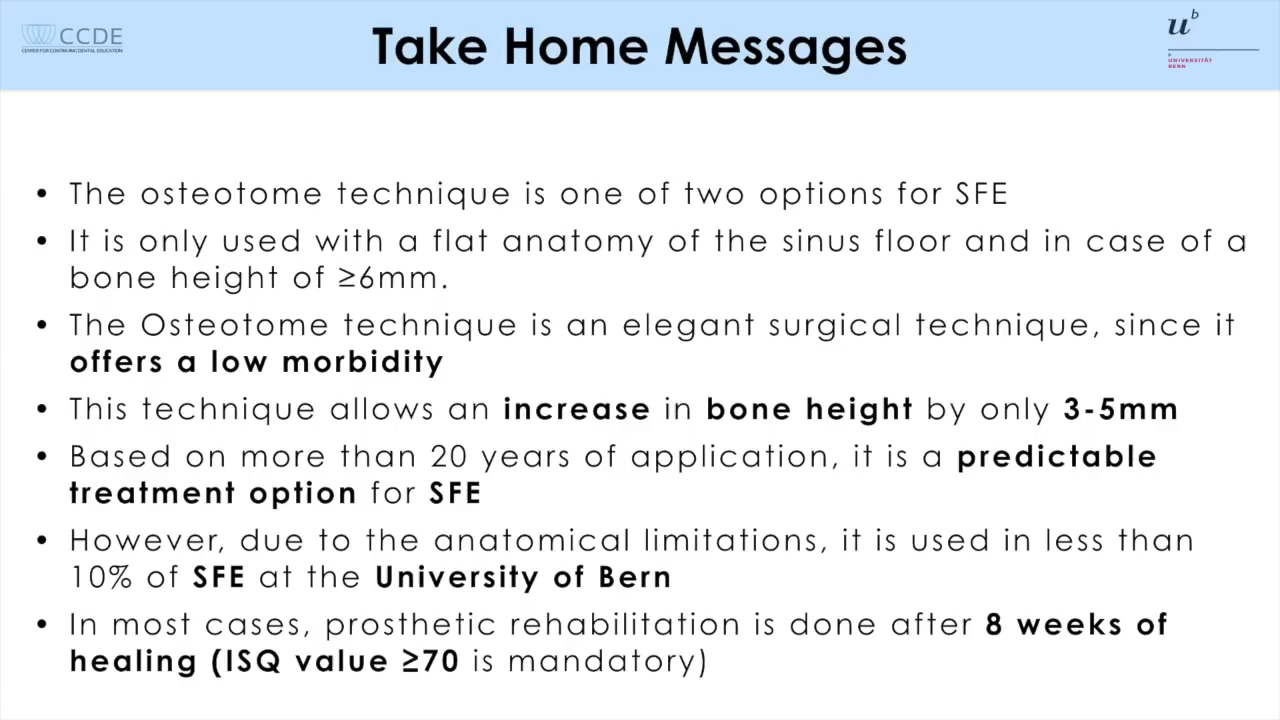 CCDE
CENTER FOR CONTINUING DENTAL EDUCATION
Take Home Messages
u
b
b
UNIVERSITÄT
BERN
• The osteotome technique is one of two options for SFE
• It is only used with a flat anatomy of the sinus floor and in case of a
bone height of ≥6mm.
• The Osteotome technique is an elegant surgical technique, since it
offers a low morbidity
• This technique allows an increase in bone height by only 3-5mm
• Based on more than 20 years of application, it is a predictable
treatment option for SFE
• However, due to the anatomical limitations, it is used in less than
10% of SFE at the University of Bern
• In most cases, prosthetic rehabilitation is done after 8 weeks of
healing (ISQ value ≥70 is mandatory)